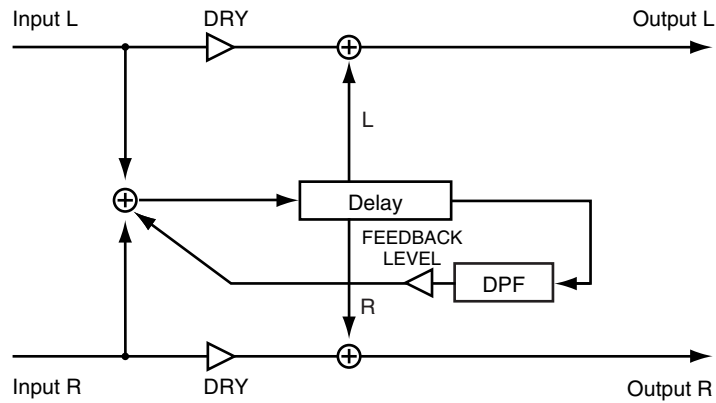 Input L
DRY
Output L
L
Delay
FEEDBACK
LEVEL
DPF
R
Input R
DRY
Output R